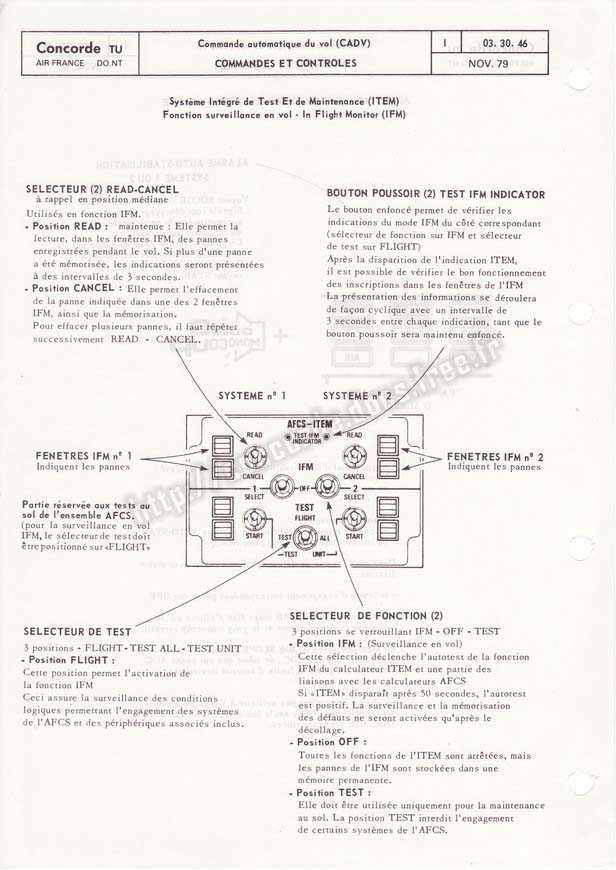 Concorde TU
AIR FRANCE DO.NT
Commande automatique du vol (CADV)
COMMANDES ET CONTROLES
I
03. 30. 46
NOV. 79
Système Intégré de Test Et de Maintenance (ITEM)
Fonction surveillance en vol - In Flight Monitor (IFM)
SELECTEUR (2) READ-CANCEL
à rappel en position médiane
Utilisés en fonction IFM.
- Position READ : maintenue : Elle permet la
lecture, dans les fenêtres IFM, des pannes
enregistrées pendant le vol. Si plus d'une panne
a été mémorisée, les indications seront présentées
à des intervalles de 3 secondes.
- Position CANCEL : Elle permet l'effacement
de la panne indiquée dans une des 2 fenêtres
IFM, ainsi que la mémorisation.
Pour effacer plusieurs pannes, il faut répéter
successivement READ - CANCEL.
BOUTON POUSSOIR (2) TEST IFM INDICATOR
Le bouton enfoncé permet de vérifier les
indications du mode IFM du côté correspondant
(sélecteur de fonction sur IFM et sélecteur
de test sur FLIGHT)
Après la disparition de l'indication ITEM,
il est possible de vérifier le bon fonctionnement
des inscriptions dans les fenêtres de l'IFM
La présentation des informations se déroulera
de façon cyclique avec un intervalle de
3 secondes entre chaque indication, tant que le
bouton poussoir sera maintenu enfoncé.
SYSTEME nº 1
SYSTEME nº 2
AFCS-ITEM
READ
TEST IFM
INDICATOR
READ
IFM
CANCEL
CANCEL
1
OFF
2
SELECT
SELECT
TEST
FLIGHT
START
TEST
ALL
START
TEST
UNIT
FENETRES IFM nº 1
Indiquent les pannes
FENETRES IFM nº 2
Indiquent les pannes
Partie réservée aux tests au
sol de l'ensemble AFCS.
(pour la surveillance en vol
IFM, le sélecteur de test doit
être positionné sur «FLIGHT»
SELECTEUR DE TEST
3 positions - FLIGHT - TEST ALL - TEST UNIT
- Position FLIGHT :
Cette position permet l'activation de
la fonction IFM
Ceci assure la surveillance des conditions
logiques permettant l'engagement des systèmes
de l'AFCS et des périphériques associés inclus.
SELECTEUR DE FONCTION (2)
3 positions se verrouillant IFM - OFF - TEST
- Position IFM : (Surveillance en vol)
Cette sélection déclenche l'autotest de la fonction
IFM du calculateur ITEM et une partie des
liaisons avec les calculateurs AFCS
Si «ITEM» disparaît après 50 secondes, l'autotest
est positif. La surveillance et la mémorisation
des défauts ne seront activées qu'après le
décollage.
- Position OFF :
Toutes les fonctions de l'ITEM sont arrêtées, mais
les pannes de l'IFM sont stockées dans une
mémoire permanente.
- Position TEST :
Elle doit être utilisée uniquement pour la maintenance
au sol. La position TEST interdit l'engagement
de certains systèmes de l'AFCS.